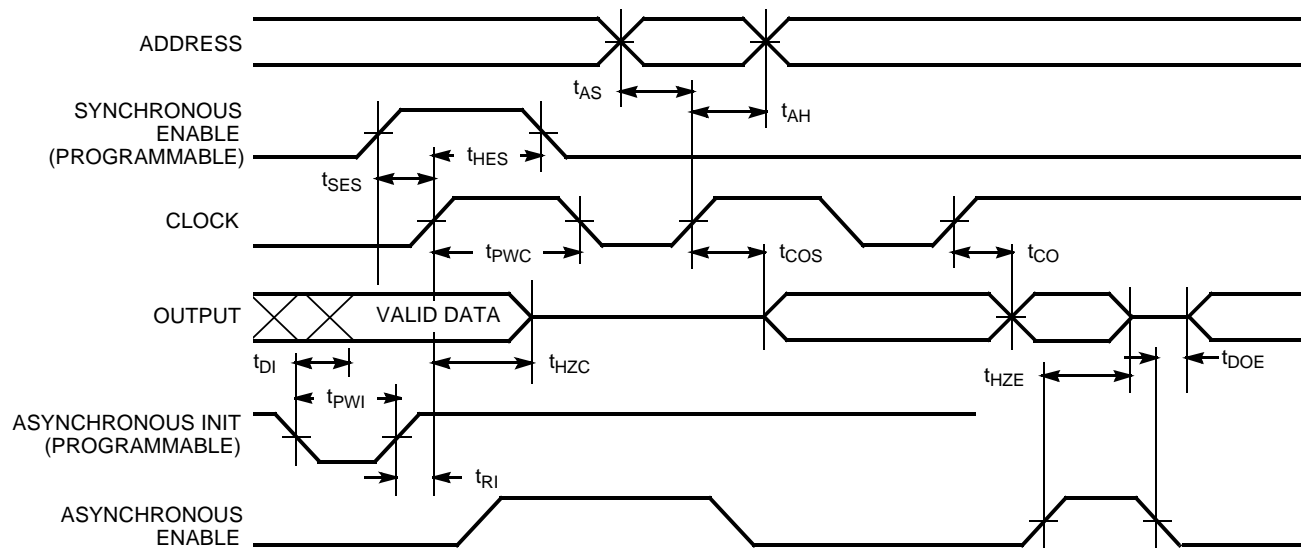 ADDRESS
tAS
tAH
SYNCHRONOUS
ENABLE
(PROGRAMMABLE)
tHES
tSES
CLOCK
tPWC
tCOS
tCO
OUTPUT
VALID DATA
tDI
tHZC
tHZE
tDOE
tPWI
ASYNCHRONOUS INIT
(PROGRAMMABLE)
tRI
ASYNCHRONOUS
ENABLE